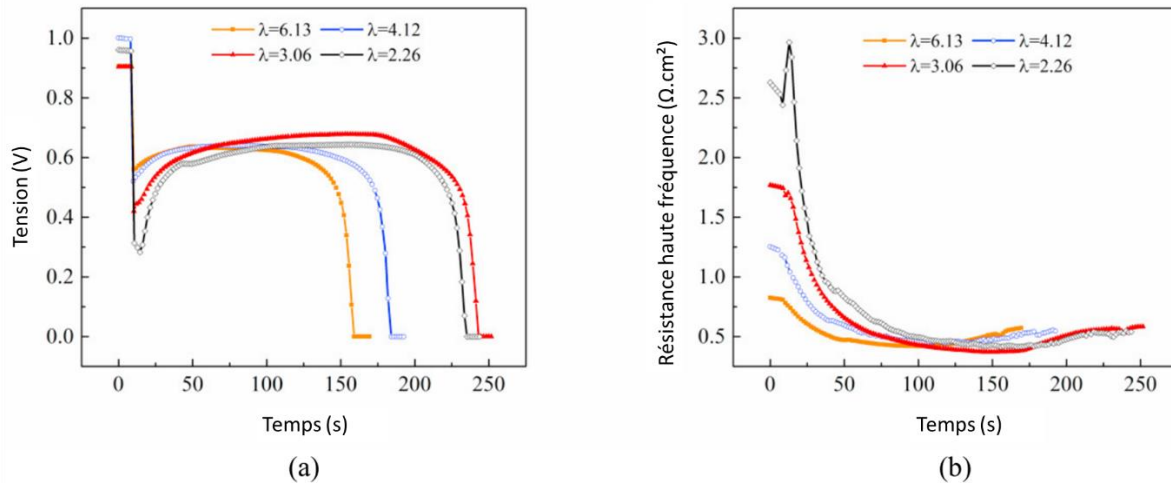 λ=6.13 λ=4.12
λ=3.06 λ=2.26
1.0
0.8
0.6
0.4
0.2
0.0
Tension (V)
0 50 100 150 200 250
Temps (s)
(a)
λ=6.13 λ=4.12
λ=3.06 λ=2.26
3.0
2.5
2.0
1.5
1.0
0.5
Résistance haute fréquence (Ω.cm²)
0 50 100 150 200 250
Temps (s)
(b)